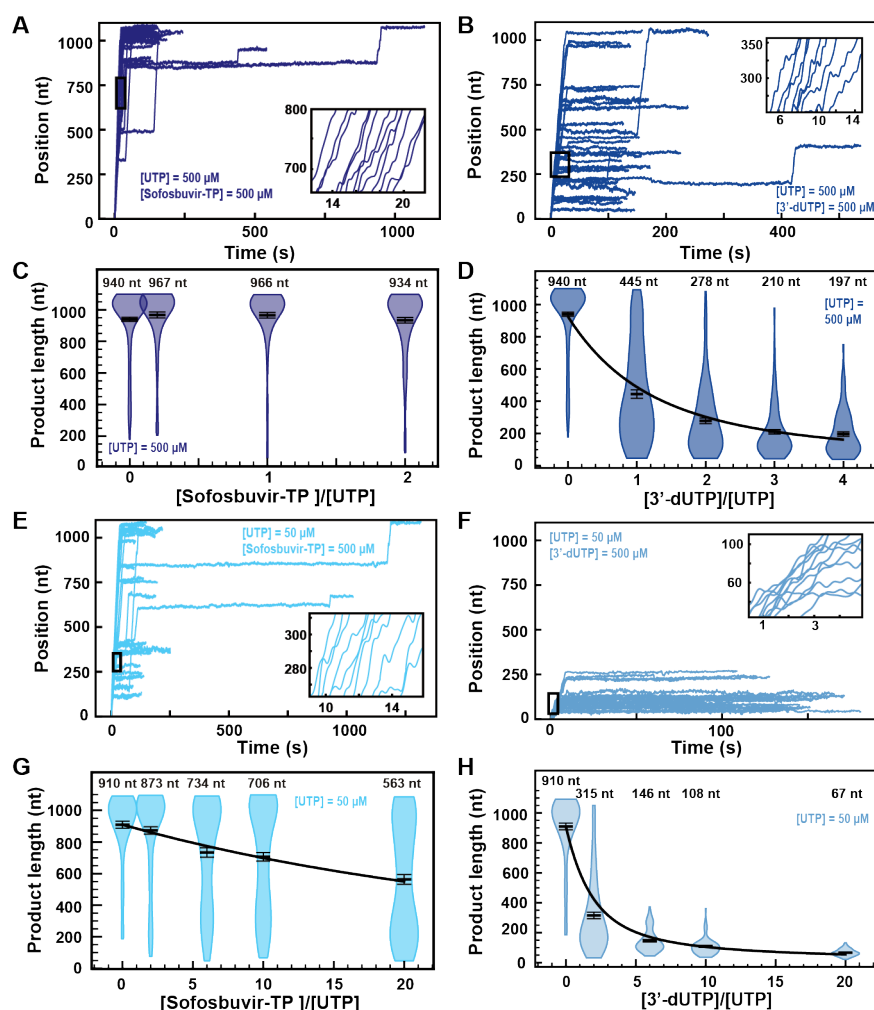 A
Position (nt)
1000
750
500
250
0
800
700
14
20
[UTP] = 500 µM
[Sofosbuvir-TP] = 500 µM
0
500
1000
Time (s)
B
Position (nt)
1000
750
500
250
0
350
300
6
10
14
[UTP] = 500 µM
[3’-dUTP] = 500 µM
0
200
400
Time (s)
C
Product length (nt)
940 nt
967 nt
966 nt
934 nt
1000
800
600
400
200
0
[UTP] = 500 µM
0
1
2
[Sofosbuvir-TP ]/[UTP]
D
Product length (nt)
940 nt
445 nt
278 nt
210 nt
197 nt
[UTP] =
500 µM
1000
800
600
400
200
0
0
1
2
3
4
[3’-dUTP]/[UTP]
E
Position (nt)
1000
750
500
250
0
[UTP] = 50 µM
[Sofosbuvir-TP] = 500 µM
300
280
10
14
0
500
1000
Time (s)
F
Position (nt)
1000
750
500
250
0
[UTP] = 50 µM
[3’-dUTP] = 500 µM
100
60
1
3
0
100
Time (s)
G
Product length (nt)
910 nt
873 nt
734 nt
706 nt
563 nt
[UTP] = 50 µM
1000
800
600
400
200
0
0
5
10
15
20
[Sofosbuvir-TP ]/[UTP]
H
Product length (nt)
910 nt
315 nt
146 nt
108 nt
67 nt
[UTP] = 50 µM
1000
800
600
400
200
0
0
5
10
15
20
[3’-dUTP]/[UTP]